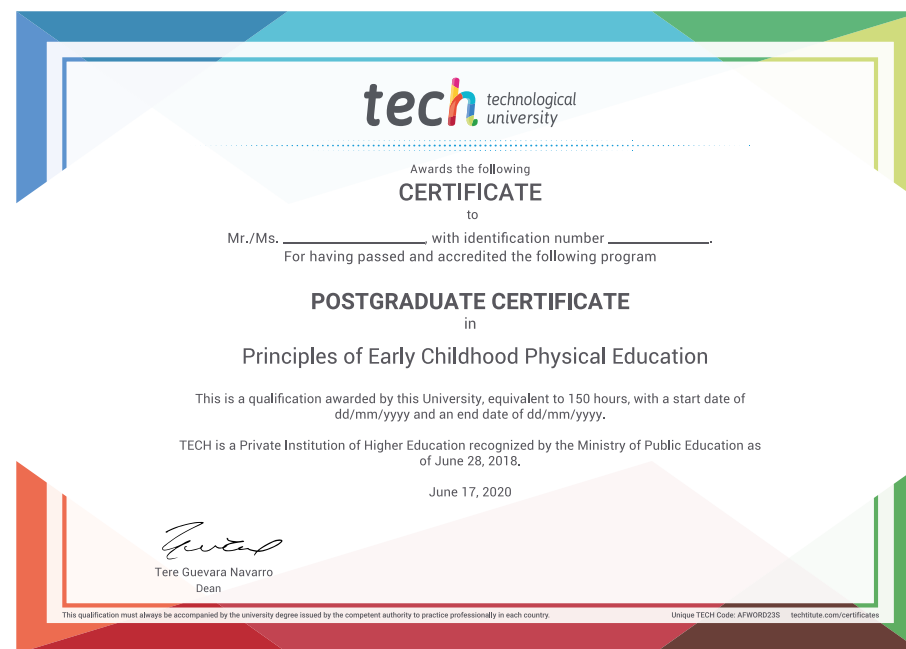 tech technological
university
Awards the following
CERTIFICATE
to
Mr./Ms. ____________________, with identification number ______________.
For having passed and accredited the following program
POSTGRADUATE CERTIFICATE
in
Principles of Early Childhood Physical Education
This is a qualification awarded by this University, equivalent to 150 hours, with a start date of
dd/mm/yyyy and an end date of dd/mm/yyyy.
TECH is a Private Institution of Higher Education recognized by the Ministry of Public Education as
of June 28, 2018.
June 17, 2020
Tere Guevara Navarro
Dean
This qualification must always be accompanied by the university degree issued by the competent authority to practice professionally in each country. Unique TECH Code: AFWORD23S techtitute.com/certificates